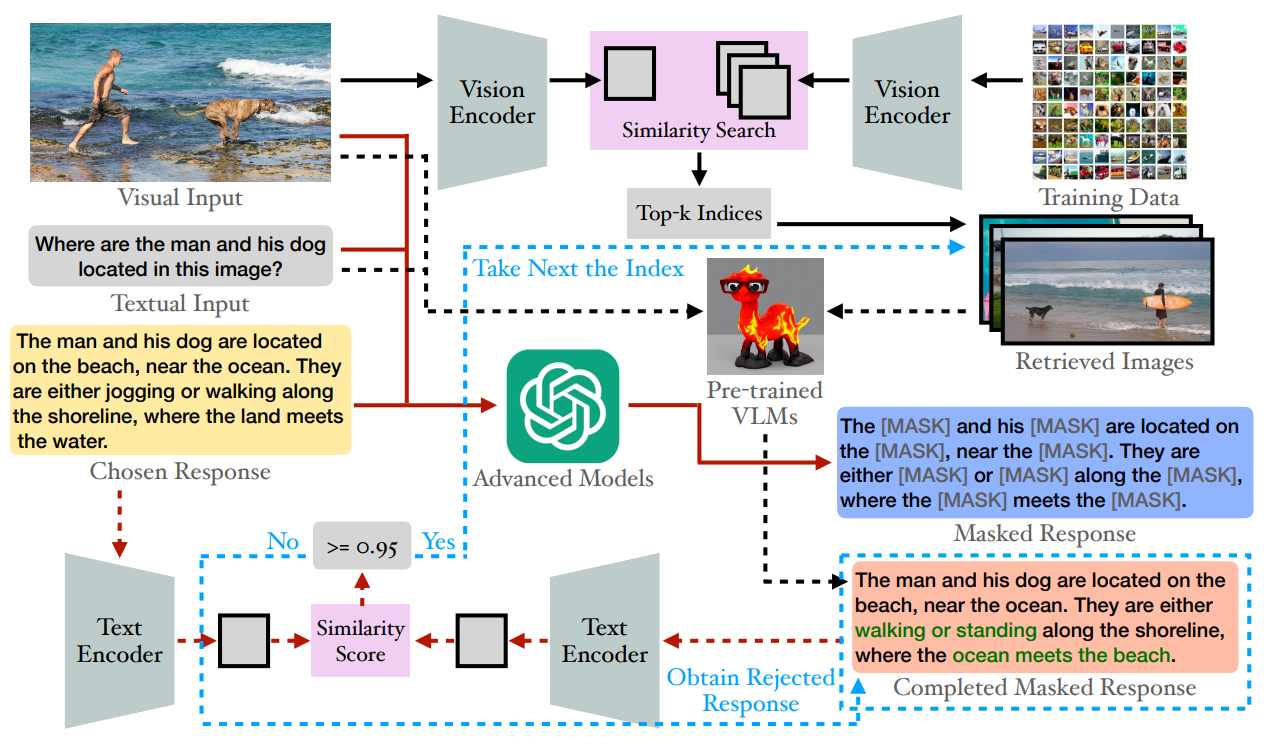 Vision
Encoder
Similarity Search
Vision
Encoder
Visual Input
Training Data
Top-k Indices
Where are the man and his dog
located in this image?
Textual Input
Take Next the Index
Retrieved Images
Pre-trained
VLMs
The man and his dog are located
on the beach, near the ocean. They
are either jogging or walking along
the shoreline, where the land meets
the water.
Chosen Response
Advanced Models
The [MASK] and his [MASK] are located on
the [MASK], near the [MASK]. They are
either [MASK] or [MASK] along the [MASK],
where the [MASK] meets the [MASK].
Masked Response
No
>= 0.95
Yes
Text
Encoder
Similarity
Score
Text
Encoder
The man and his dog are located on the
beach, near the ocean. They are either
walking or standing along the shoreline,
where the ocean meets the beach.
Completed Masked Response
Obtain Rejected
Response